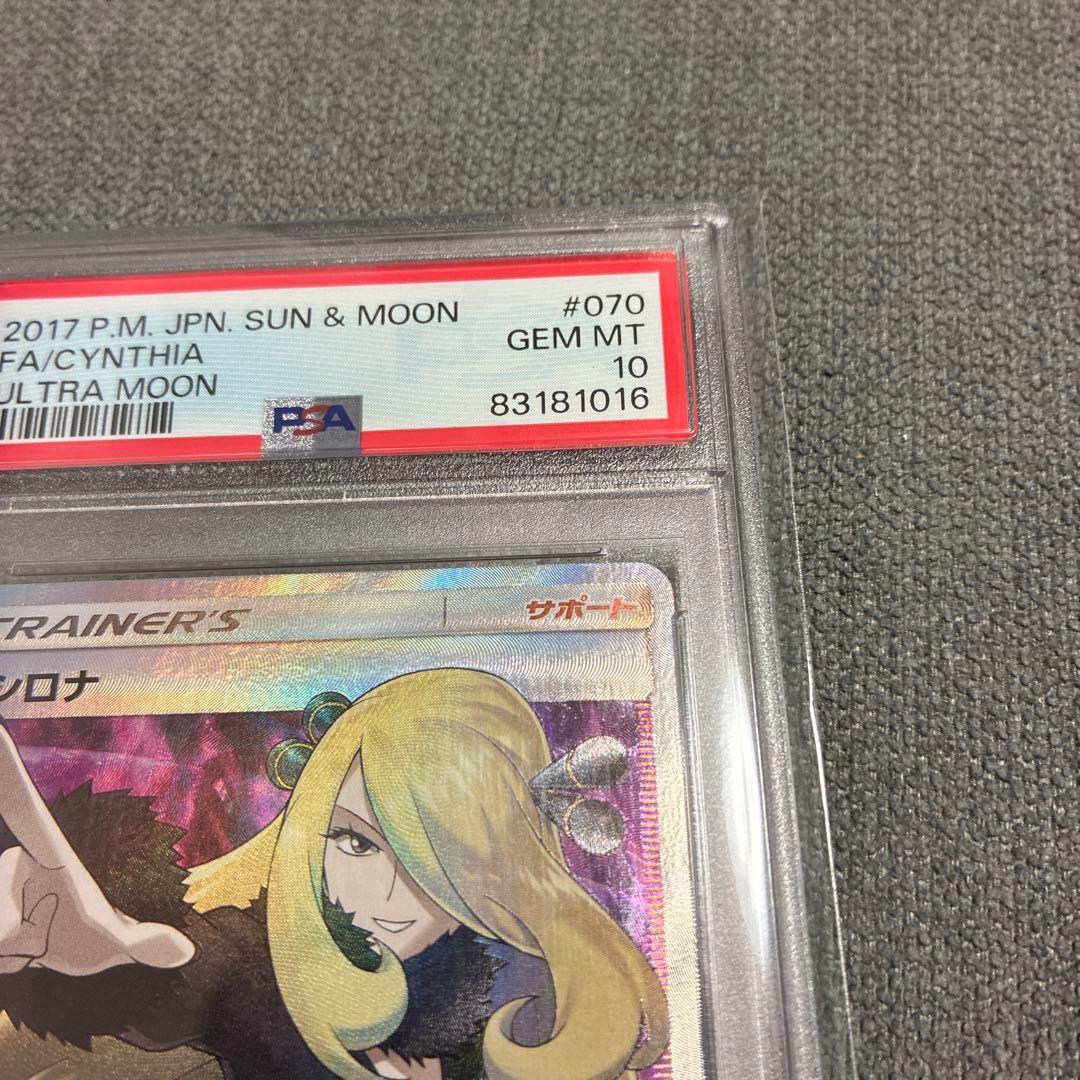 2017 P.M. JPN. SUN & MOON #070
FA/CYNTHIA GEM MT
ULTRA MOON 10
PSA 83181016
TRAINER'S サポート
シロナ